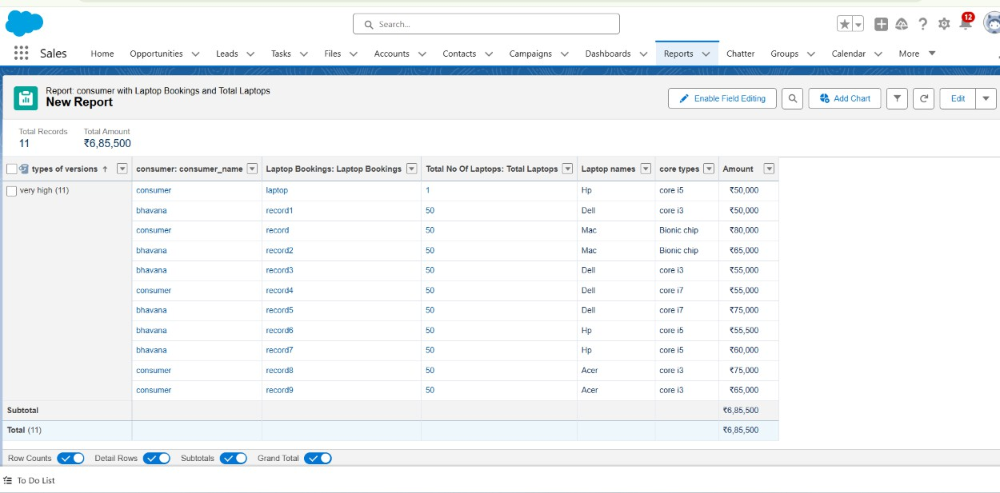 Search...
12
Sales Home Opportunities Leads Tasks Files Accounts Contacts Campaigns Dashboards Reports Chatter Groups Calendar More
Report: consumer with Laptop Bookings and Total Laptops
New Report
Enable Field Editing Add Chart Edit
Total Records Total Amount
11 ₹6,85,500
types of versions ↑ consumer: consumer_name Laptop Bookings: Laptop Bookings Total No Of Laptops: Total Laptops Laptop names core types Amount
very high (11) consumer laptop 1 Hp core i5 ₹50,000
bhavana record1 50 Dell core i3 ₹50,000
consumer record 50 Mac Bionic chip ₹80,000
bhavana record2 50 Mac Bionic chip ₹65,000
bhavana record3 50 Dell core i3 ₹55,000
consumer record4 50 Dell core i7 ₹55,000
bhavana record5 50 Dell core i7 ₹75,000
bhavana record6 50 Hp core i5 ₹55,500
bhavana record7 50 Hp core i5 ₹60,000
consumer record8 50 Acer core i3 ₹75,000
consumer record9 50 Acer core i3 ₹65,000
Subtotal ₹6,85,500
Total (11) ₹6,85,500
Row Counts Detail Rows Subtotals Grand Total
To Do List